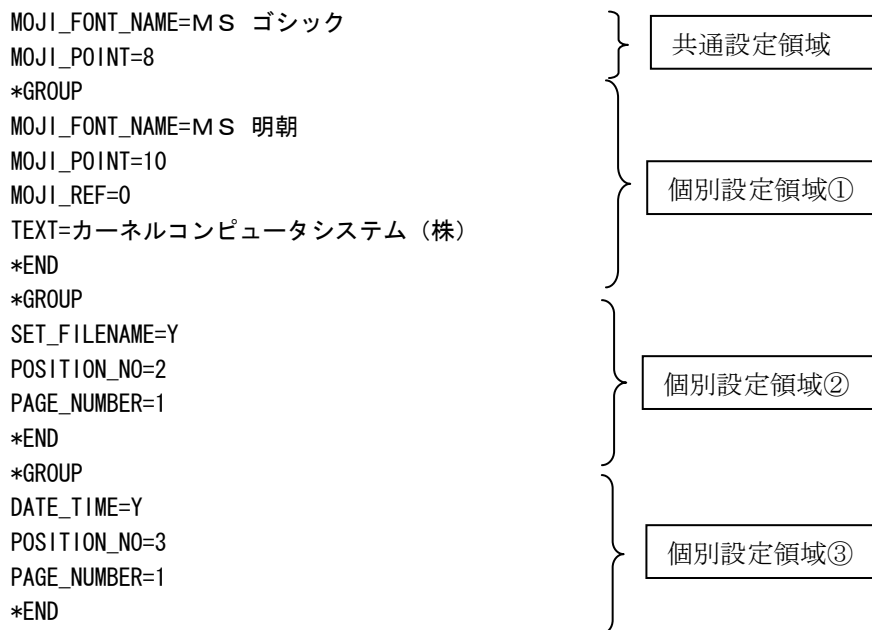 MOJI_FONT_NAME=ＭＳ ゴシック
MOJI_POINT=8
共通設定領域
*GROUP
MOJI_FONT_NAME=ＭＳ 明朝
MOJI_POINT=10
MOJI_REF=0
個別設定領域①
TEXT=カーネルコンピュータシステム（株）
*END
*GROUP
SET_FILENAME=Y
POSITION_NO=2
PAGE_NUMBER=1
個別設定領域②
*END
*GROUP
DATE_TIME=Y
POSITION_NO=3
個別設定領域③
PAGE_NUMBER=1
*END